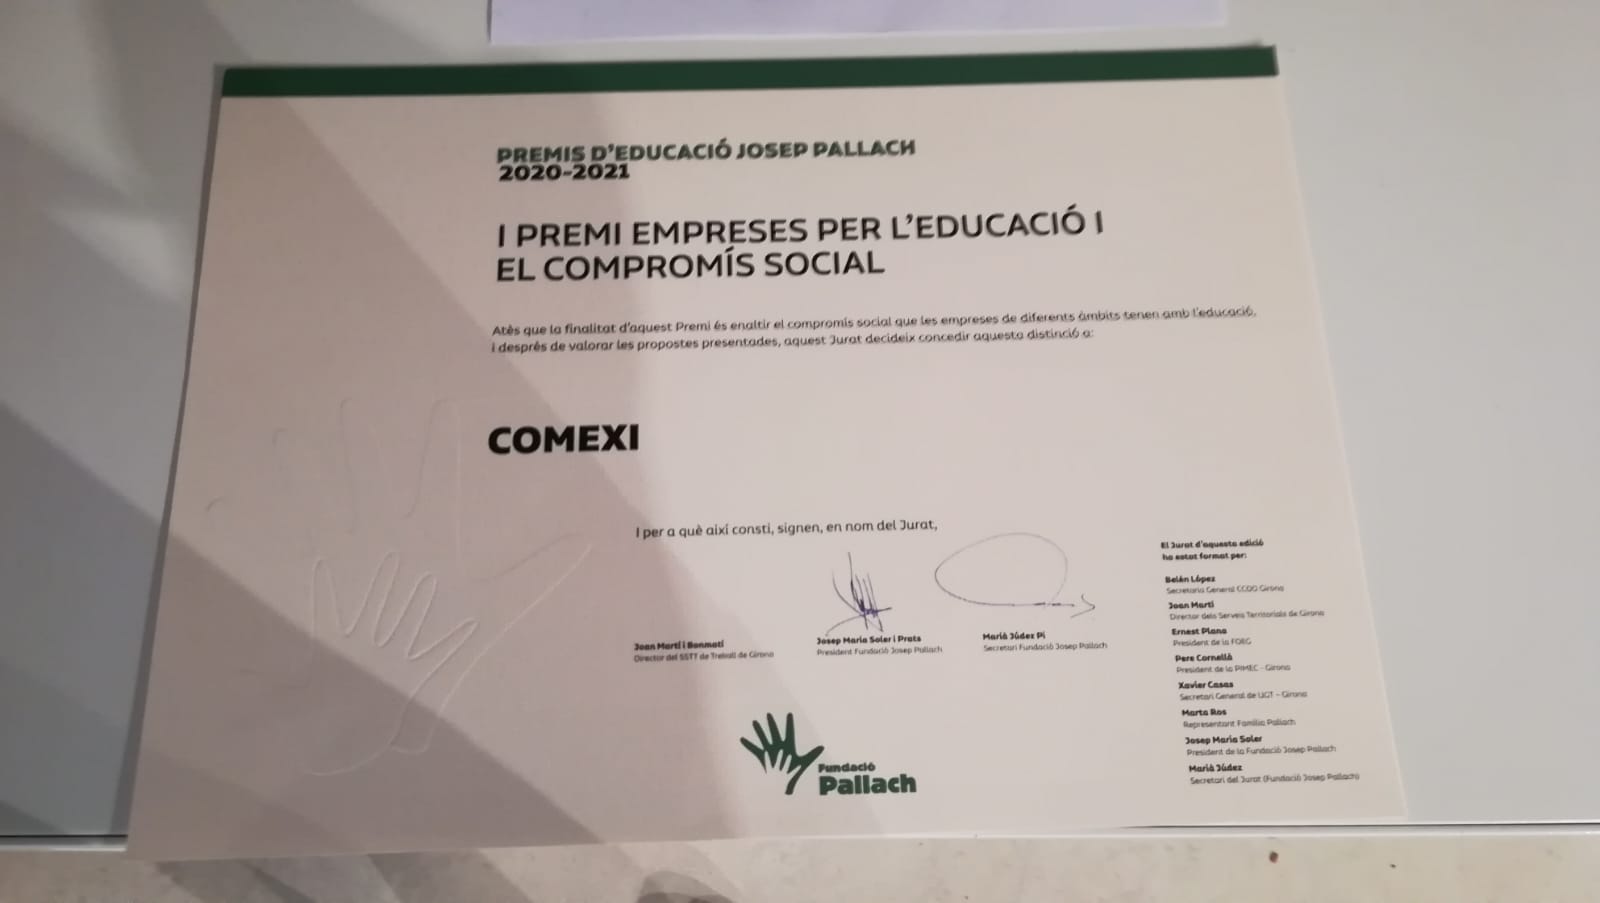 PREMIS D'EDUCACIÓ JOSEP PALLACH
2020-2021
I PREMI EMPRESES PER L'EDUCACIÓ I
EL COMPROMÍS SOCIAL
Atès que la finalitat d'aquest Premi és enaltir el compromís social que les empreses de diferents àmbits tenen amb l'educació,
i després de valorar les propostes presentades, aquest Jurat decideix concedir aquesta distinció a:
COMEXI
I per a què així consti, signen, en nom del Jurat,
Joan Martí i Bonmatí
Director del SSTT de Treball de Girona
Josep Maria Soler i Prats
President Fundació Josep Pallach
Marià Júdez Pi
Secretari Fundació Josep Pallach
El Jurat d'aquesta edició
ha estat format per:
Belén López
Secretaria General CCOO Girona
Joan Martí
Director dels Serveis Territorials de Girona
Ernest Plana
President de la FOEG
Pere Cornellà
President de la PIMEC - Girona
Xavier Casas
Secretari General de UGT - Girona
Marta Ros
Representant Família Pallach
Josep Maria Soler
President de la Fundació Josep Pallach
Marià Júdez
Secretari del Jurat (Fundació Josep Pallach)
Fundació
Pallach